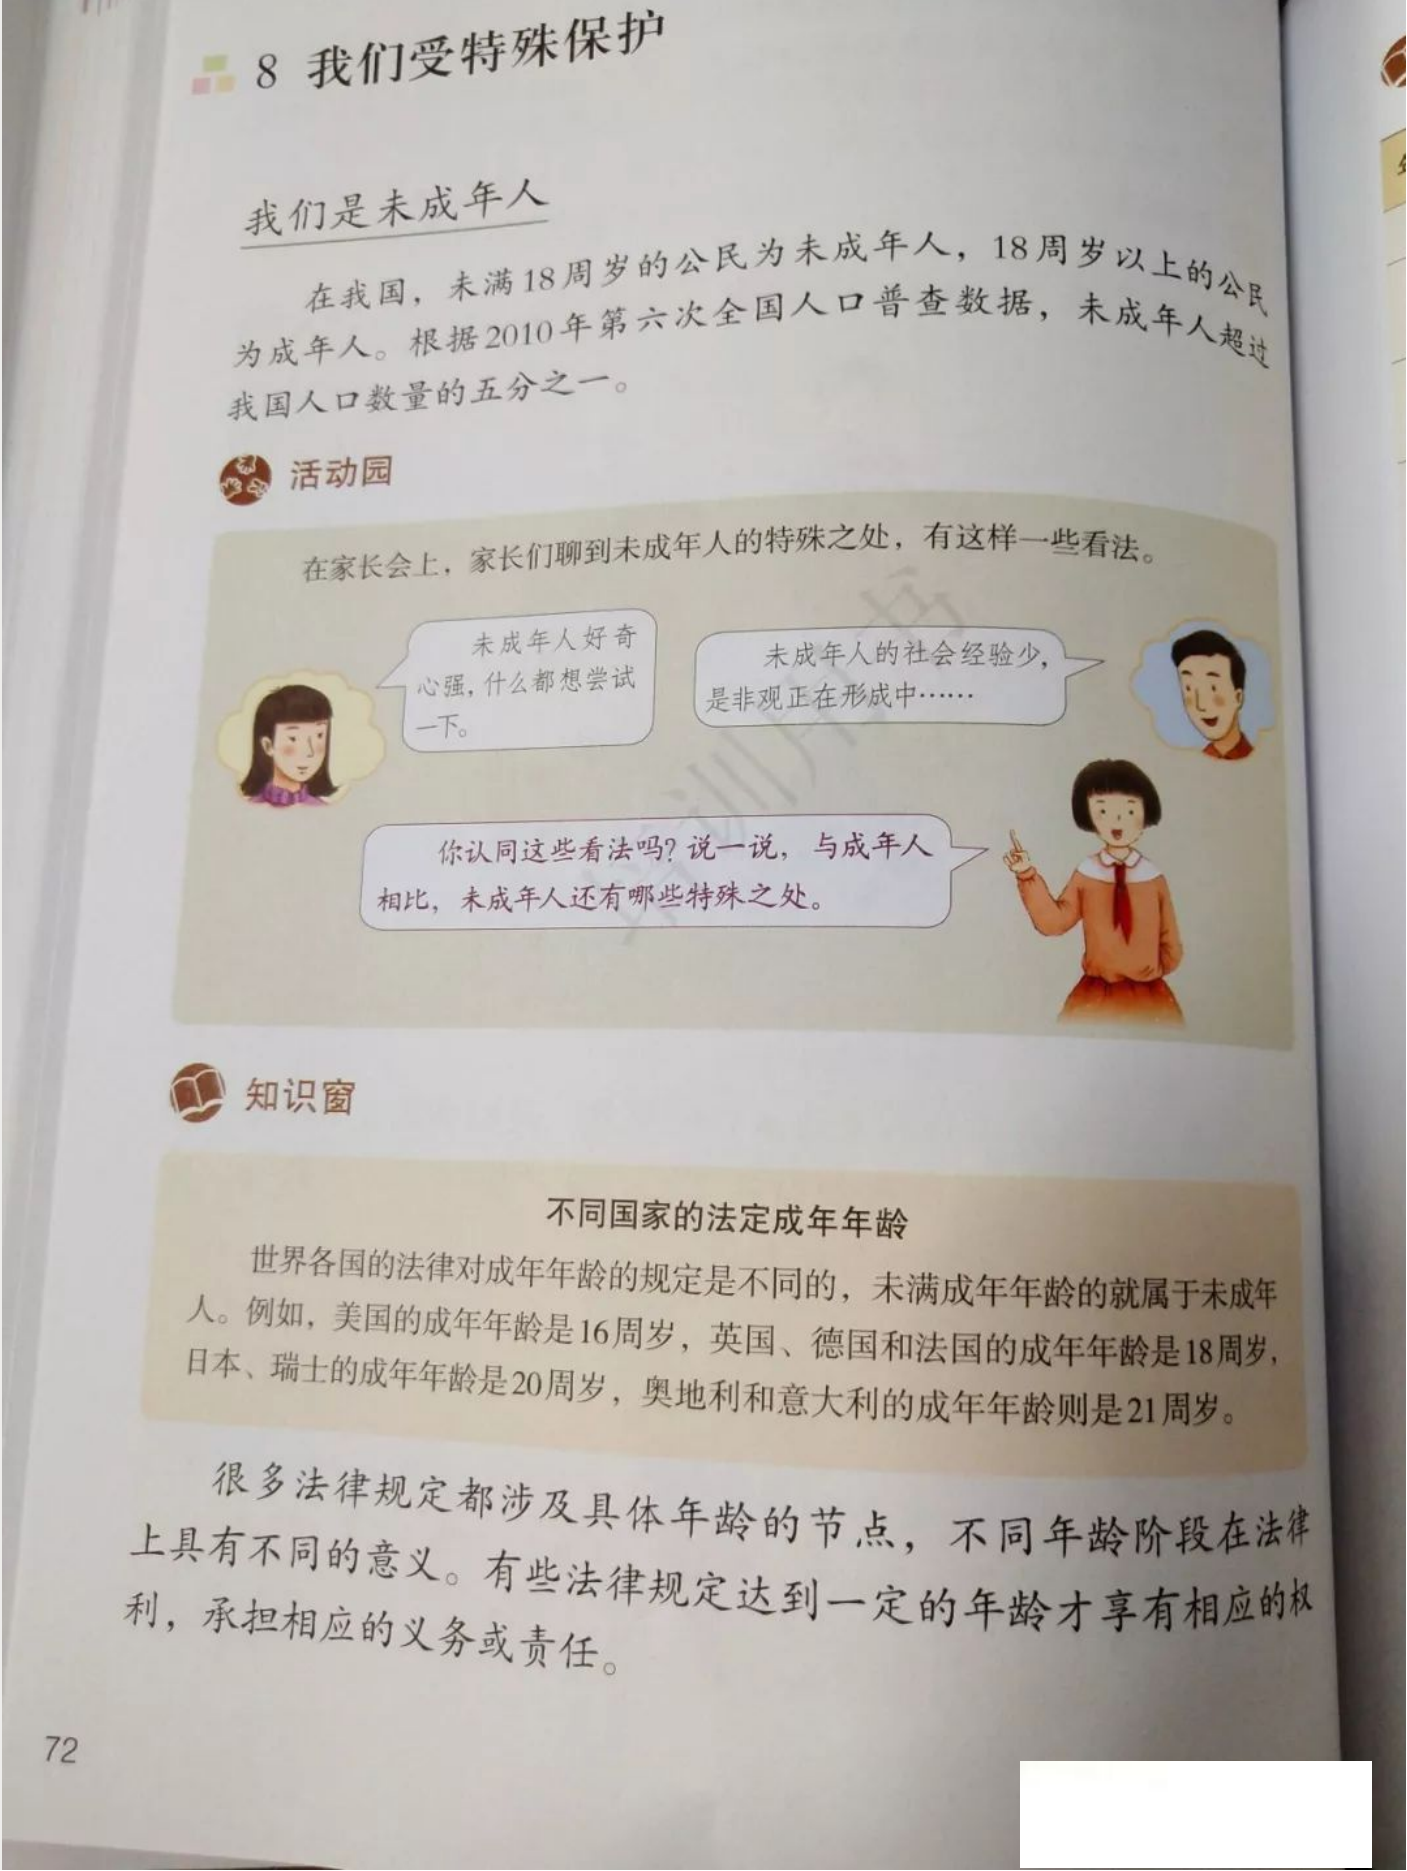 8 我们受特殊保护
我们是未成年人
在我国，未满18周岁的公民为未成年人，18周岁以上的公民
为成年人。根据2010年第六次全国人口普查数据，未成年人超过
我国人口数量的五分之一。
活动园
在家长会上，家长们聊到未成年人的特殊之处，有这样一些看法。
未成年人好奇
心强，什么都想尝试
一下。
未成年人的社会经验少，
是非观正在形成中……
你认同这些看法吗？说一说，与成年人
相比，未成年人还有哪些特殊之处。
培训用书
知识窗
不同国家的法定成年年龄
世界各国的法律对成年年龄的规定是不同的，未满成年年龄的就属于未成年
人。例如，美国的成年年龄是16周岁，英国、德国和法国的成年年龄是18周岁，
日本、瑞士的成年年龄是20周岁，奥地利和意大利的成年年龄则是21周岁。
很多法律规定都涉及具体年龄的节点，不同年龄阶段在法律
上具有不同的意义。有些法律规定达到一定的年龄才享有相应的权
利，承担相应的义务或责任。
72